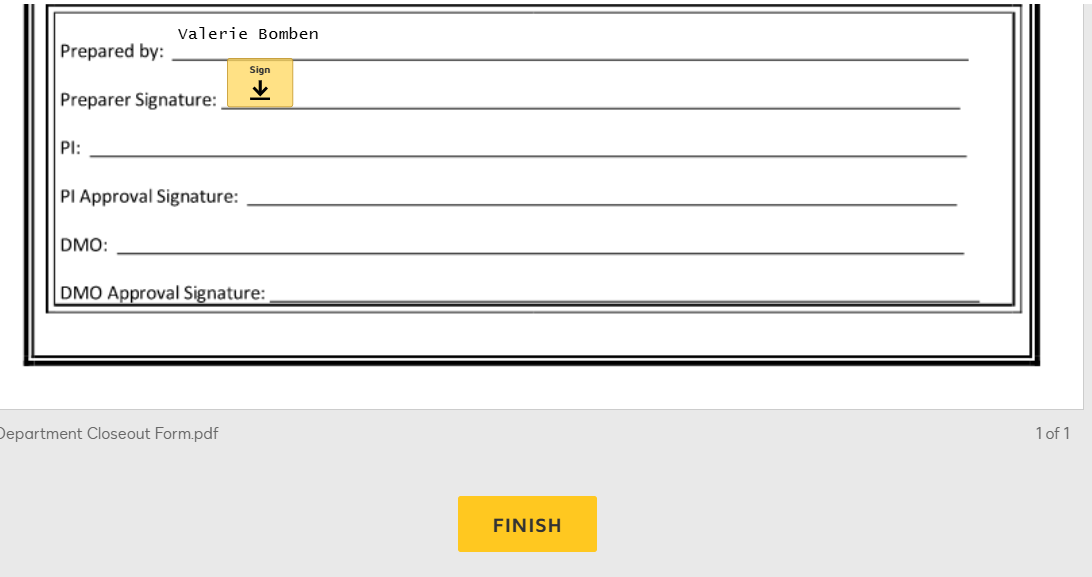 Valerie Bomben
Prepared by:
Sign
Preparer Signature:
PI:
PI Approval Signature:
DMO:
DMO Approval Signature:
Department Closeout Form.pdf
1 of 1
FINISH